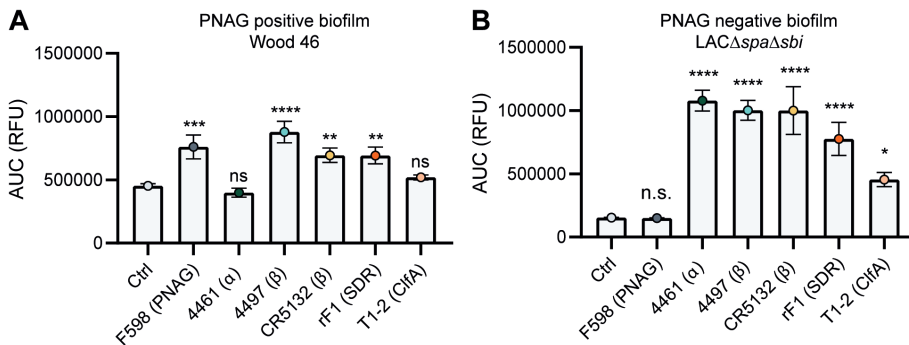 A
PNAG positive biofilm
Wood 46
AUC (RFU)
1500000
1000000
500000
0
***
ns
****
**
**
ns
Ctrl
F598 (PNAG)
4461 (α)
4497 (β)
CR5132 (β)
rF1 (SDR)
T1-2 (ClfA)
B
PNAG negative biofilm
LACΔspaΔsbi
AUC (RFU)
1500000
1000000
500000
0
n.s.
****
****
****
****
*
Ctrl
F598 (PNAG)
4461 (α)
4497 (β)
CR5132 (β)
rF1 (SDR)
T1-2 (ClfA)